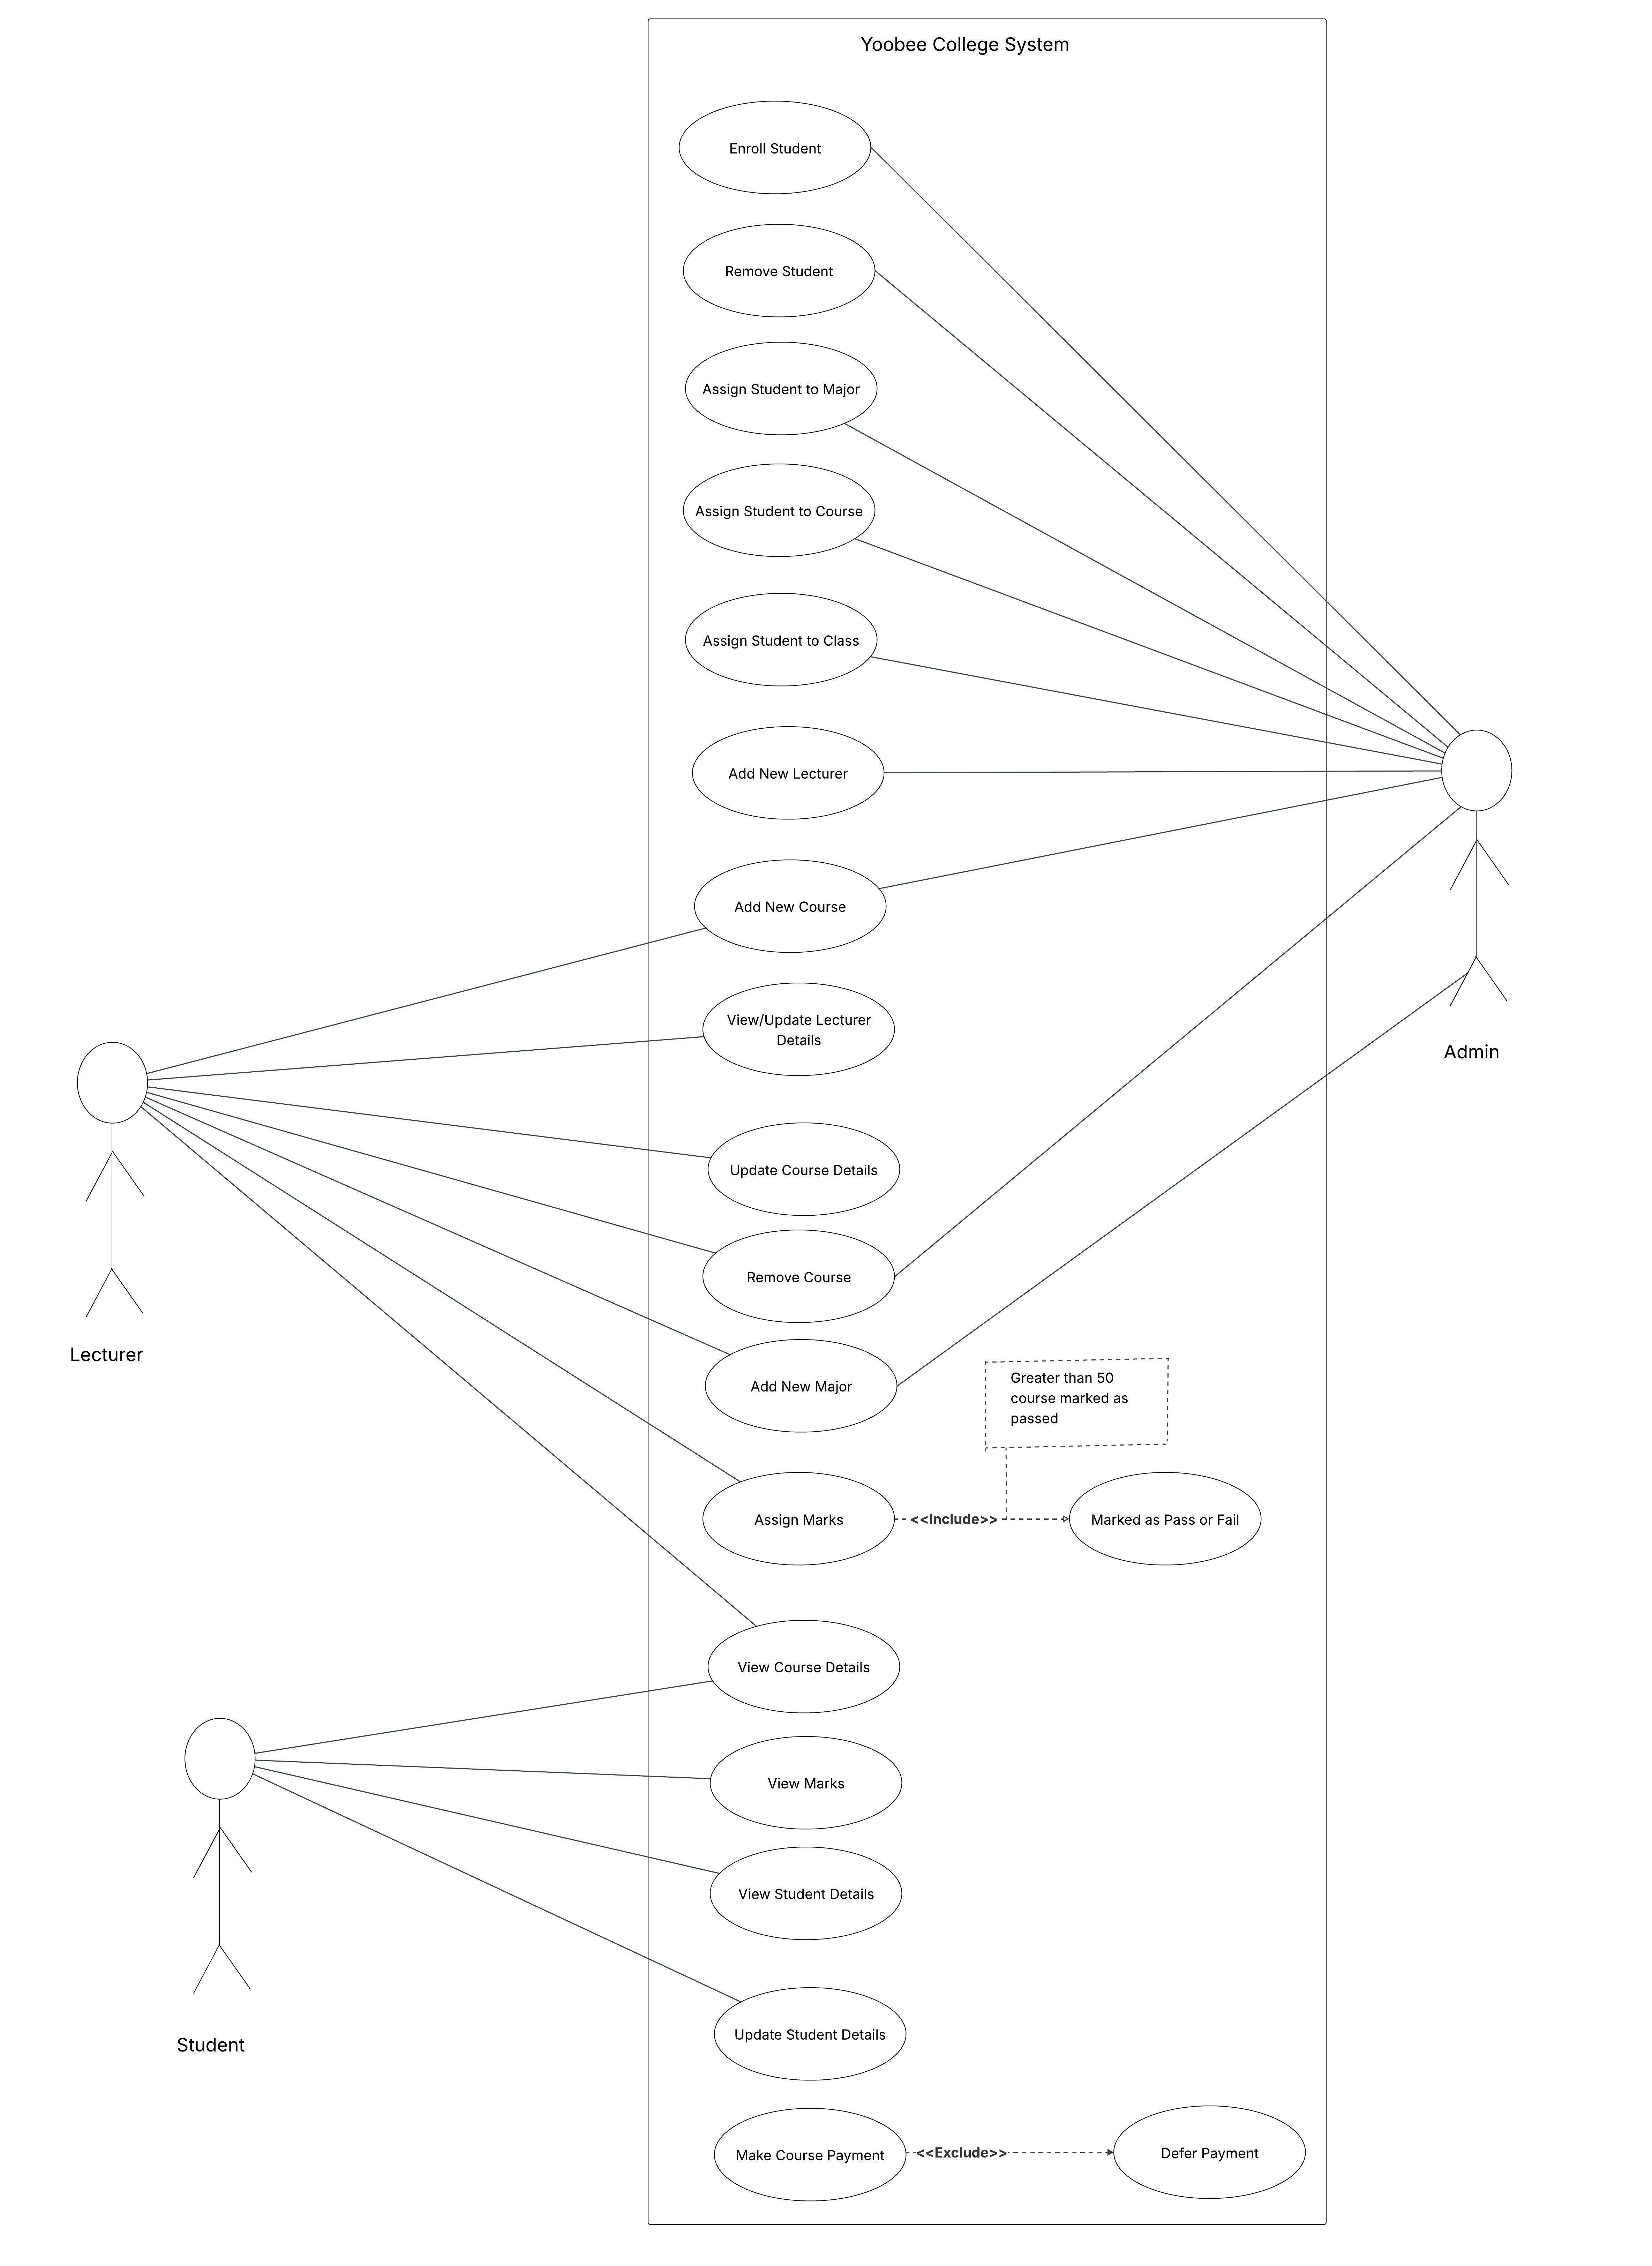 Yoobee College System
Enroll Student
Remove Student
Assign Student to Major
Assign Student to Course
Assign Student to Class
Add New Lecturer
Add New Course
View/Update Lecturer
Details
Admin
Update Course Details
Remove Course
Lecturer
Add New Major
Greater than 50
course marked as
passed
Assign Marks
<<Include>>
Marked as Pass or Fail
View Course Details
View Marks
View Student Details
Update Student Details
Student
Make Course Payment
<<Exclude>>
Defer Payment